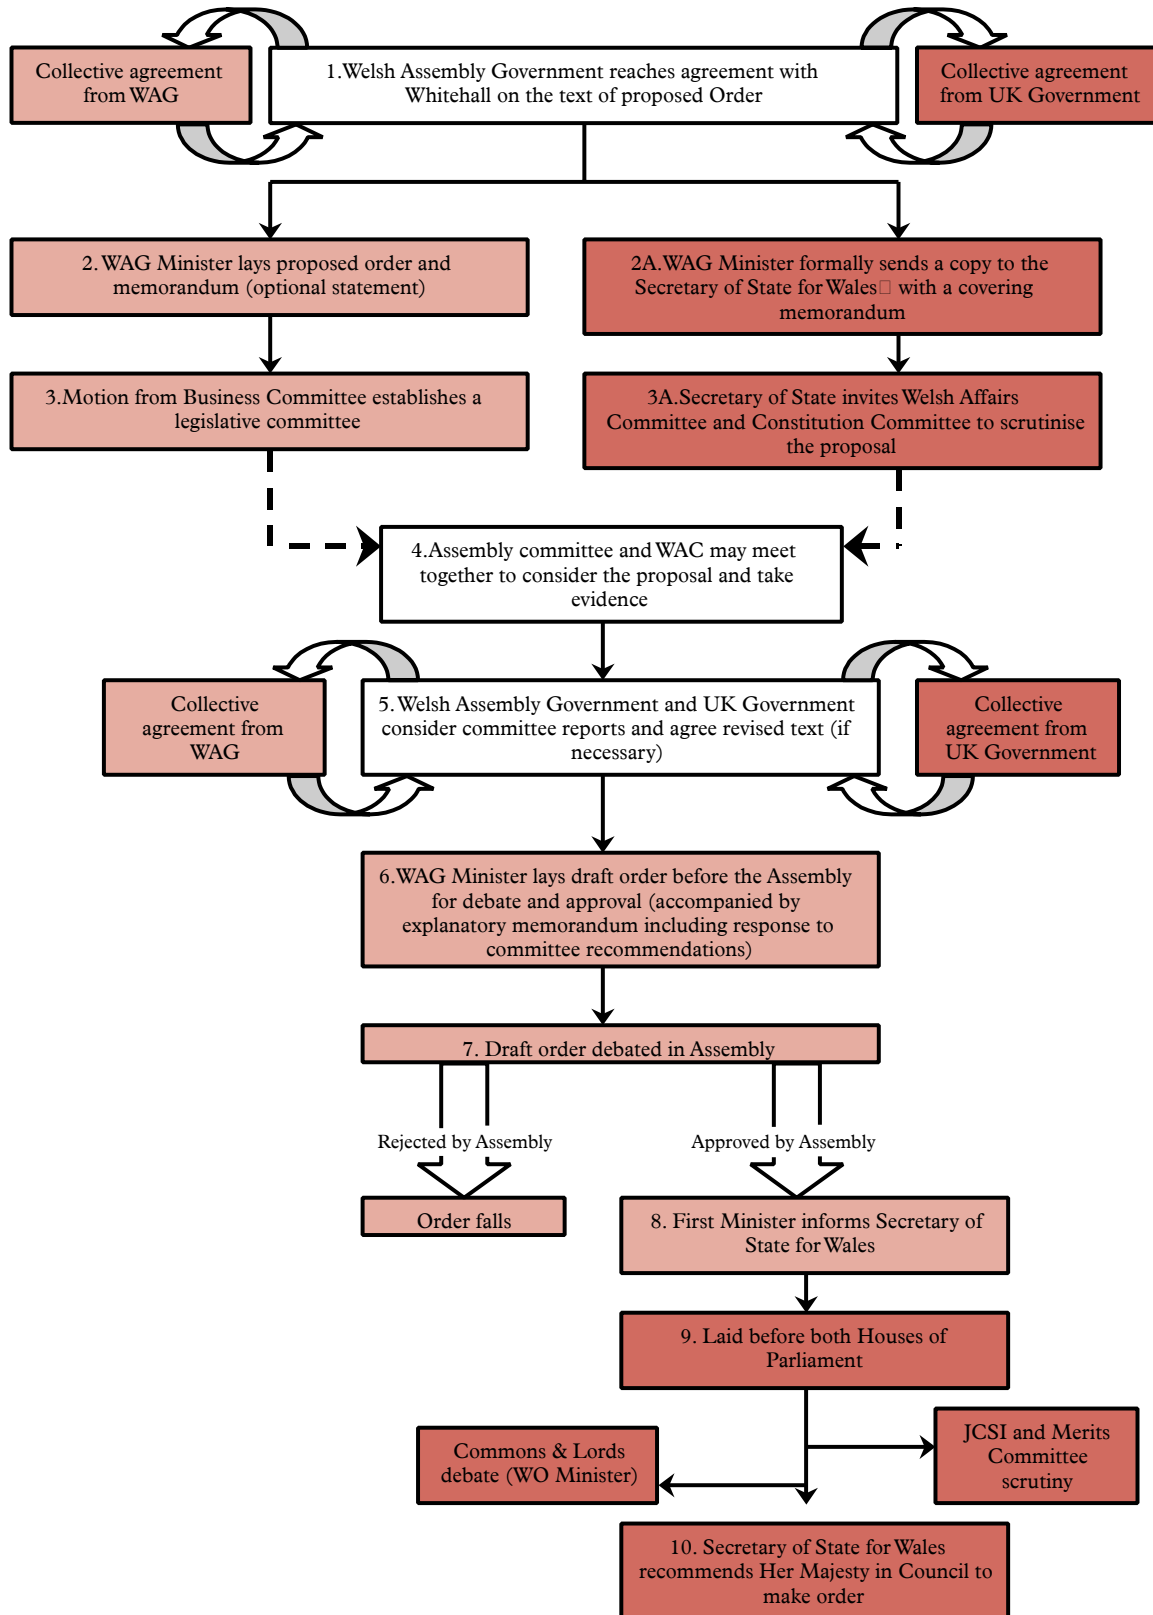 Collective agreement
from WAG
1.Welsh Assembly Government reaches agreement with
Whitehall on the text of proposed Order
Collective agreement
from UK Government
2. WAG Minister lays proposed order and
memorandum (optional statement)
2A.WAG Minister formally sends a copy to the
Secretary of State for Wales□ with a covering
memorandum
3.Motion from Business Committee establishes a
legislative committee
3A.Secretary of State invites Welsh Affairs
Committee and Constitution Committee to scrutinise
the proposal
4.Assembly committee and WAC may meet
together to consider the proposal and take
evidence
Collective
agreement from
WAG
5. Welsh Assembly Government and UK Government
consider committee reports and agree revised text (if
necessary)
Collective
agreement from
UK Government
6.WAG Minister lays draft order before the Assembly
for debate and approval (accompanied by
explanatory memorandum including response to
committee recommendations)
7. Draft order debated in Assembly
Rejected by Assembly
Approved by Assembly
Order falls
8. First Minister informs Secretary of
State for Wales
9. Laid before both Houses of
Parliament
Commons & Lords
debate (WO Minister)
JCSI and Merits
Committee
scrutiny
10. Secretary of State for Wales
recommends Her Majesty in Council to
make order